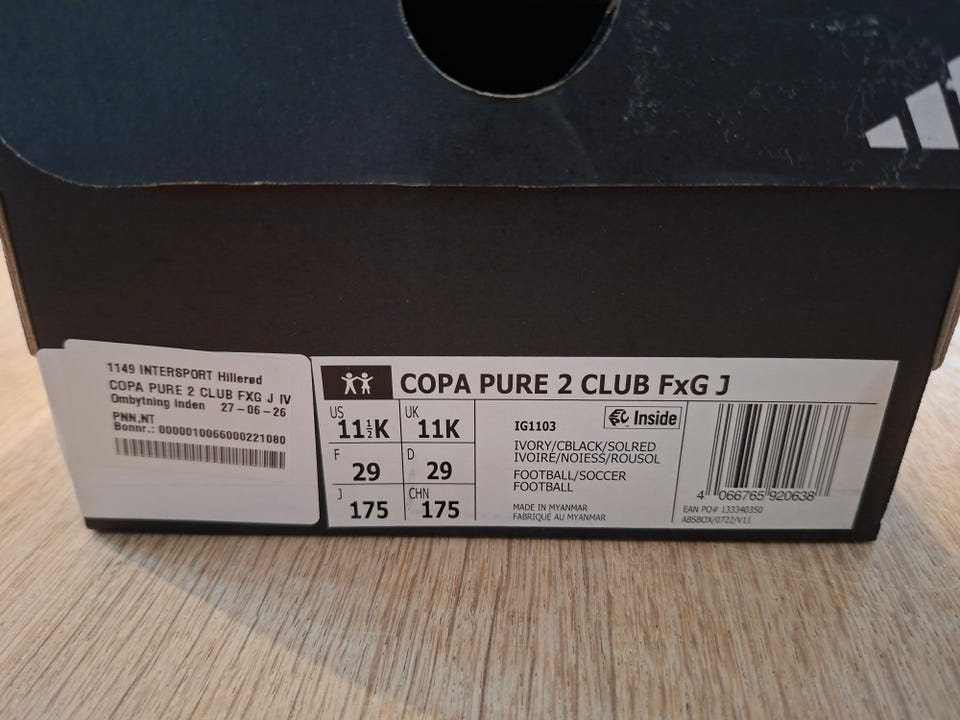 1149 INTERSPORT Hillerød
COPA PURE 2 CLUB FXG J IV
Ombytning inden 27-06-26
PNN,NT
Bonnr.: 0000010066000221080
COPA PURE 2 CLUB FxG J
US 11½K UK 11K
F 29 D 29
J 175 CHN 175
IG1103
Inside
IVORY/CBLACK/SOLRED
IVOIRE/NOIESS/ROUSOL
FOOTBALL/SOCCER
FOOTBALL
MADE IN MYANMAR
FABRIQUÉ AU MYANMAR
4 066765 920638
EAN PO# 133340350
ABSBOX/0722/V11